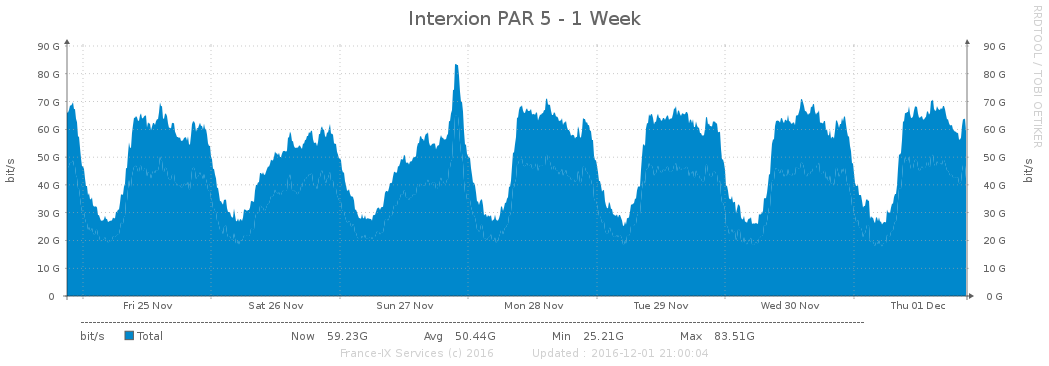 Interxion PAR 5 - 1 Week
RRDTOOL / TOBI OETIKER
90 G 90 G
80 G 80 G
70 G 70 G
60 G 60 G
50 G 50 G
40 G 40 G
30 G 30 G
20 G 20 G
10 G 10 G
0 0 G
bit/s bit/s
Fri 25 Nov Sat 26 Nov Sun 27 Nov Mon 28 Nov Tue 29 Nov Wed 30 Nov Thu 01 Dec
bit/s Total Now 59.23G Avg 50.44G Min 25.21G Max 83.51G
France-IX Services (c) 2016 Updated : 2016-12-01 21:00:04